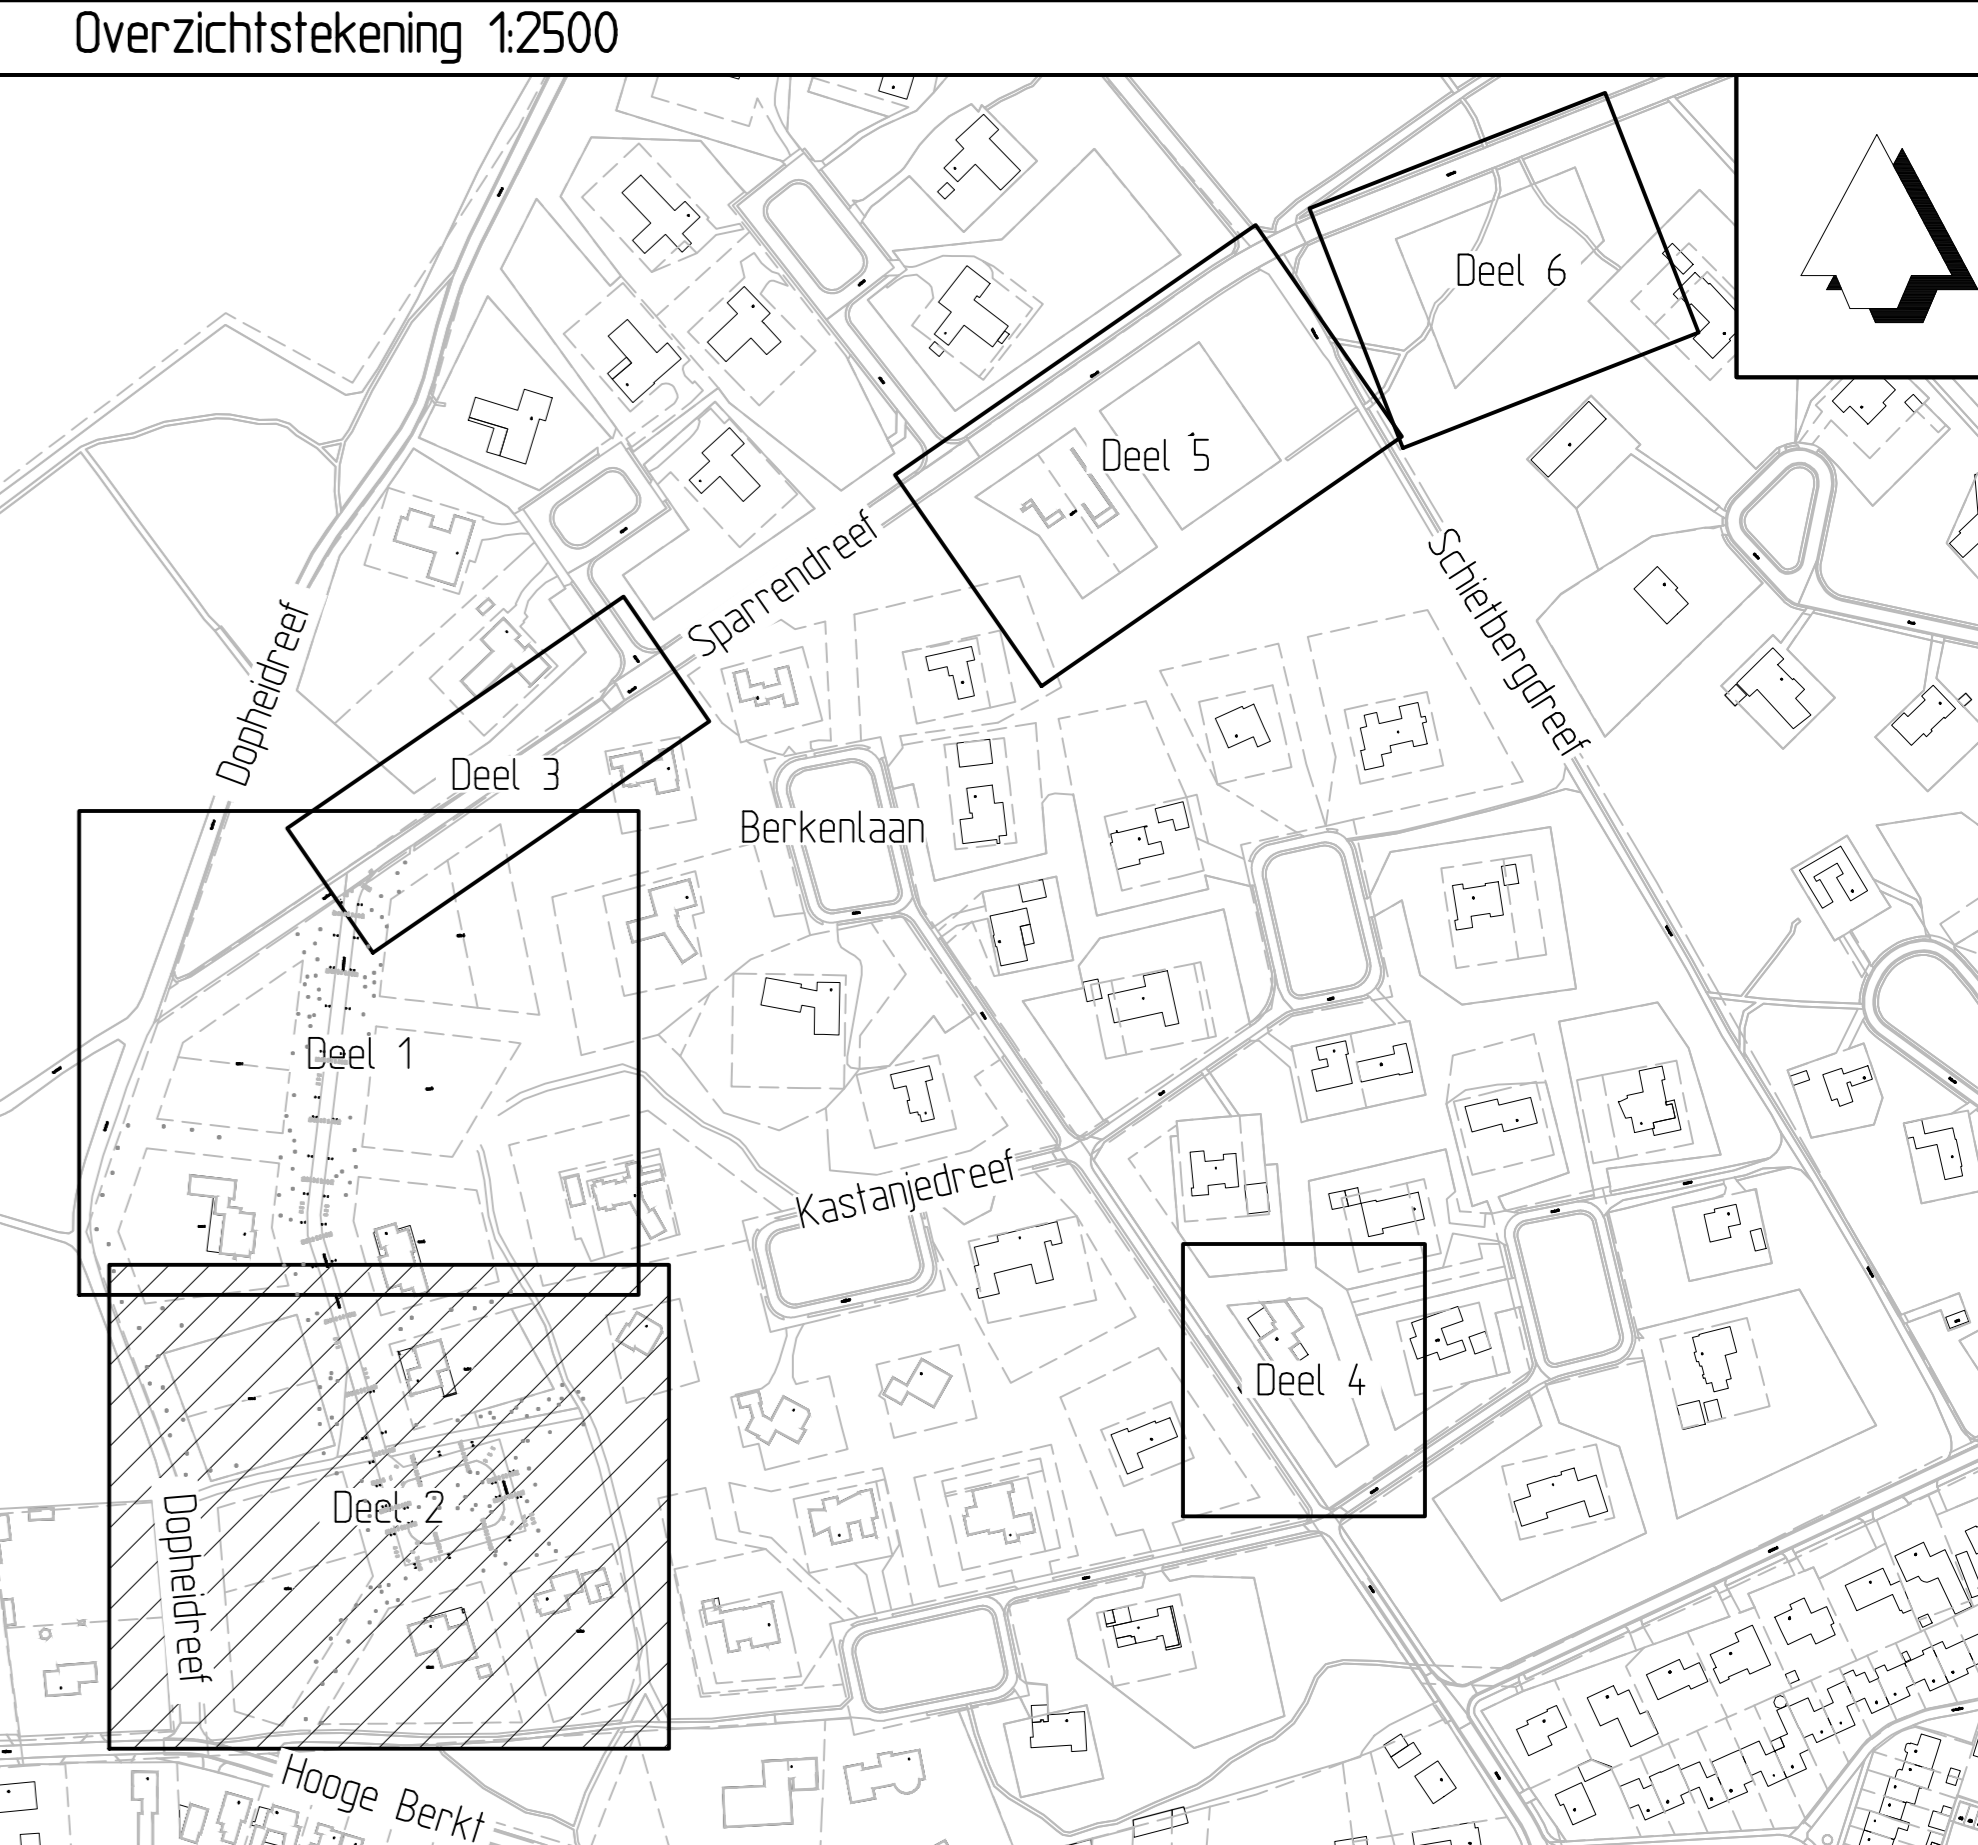 Overzichtstekening 1:2500
Deel 6
Deel 5
Sparrendreef
Schietbergdreef
Dopheidreef
Deel 3
Berkenlaan
Deel 1
Kastanjedreef
Deel 4
Deel 2
Dopheidreef
Hooge Berkt